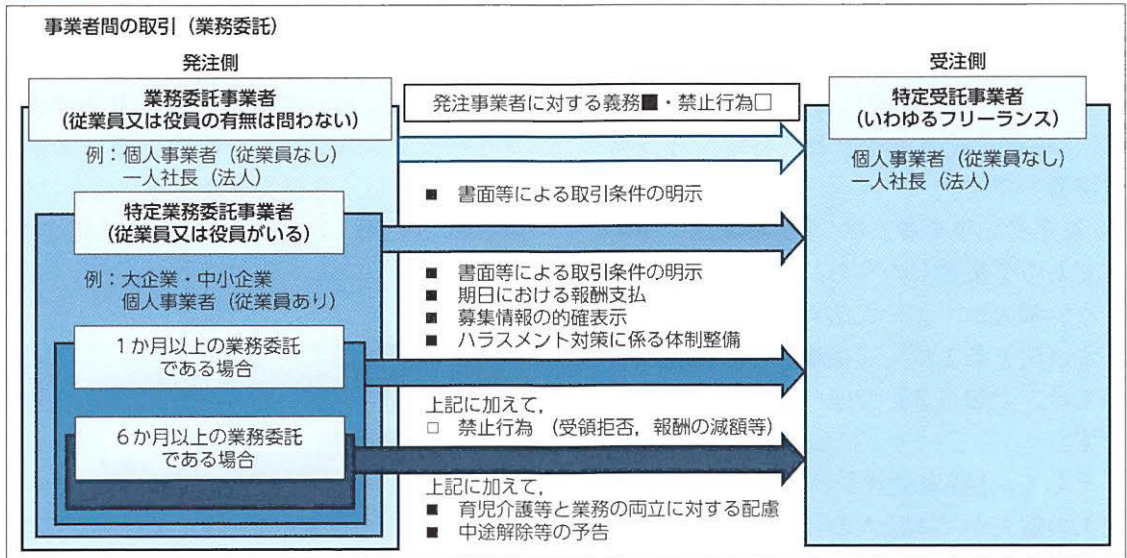 事業者間の取引（業務委託）
発注側
業務委託事業者
（従業員又は役員の有無は問わない）
例：個人事業者（従業員なし）
一人社長（法人）
特定業務委託事業者
（従業員又は役員がいる）
例：大企業・中小企業
個人事業者（従業員あり）
1か月以上の業務委託
である場合
6か月以上の業務委託
である場合
発注事業者に対する義務■・禁止行為□
■ 書面等による取引条件の明示
■ 書面等による取引条件の明示
■ 期日における報酬支払
■ 募集情報の的確表示
■ ハラスメント対策に係る体制整備
上記に加えて，
□ 禁止行為 （受領拒否，報酬の減額等）
上記に加えて，
■ 育児介護等と業務の両立に対する配慮
■ 中途解除等の予告
受注側
特定受託事業者
（いわゆるフリーランス）
個人事業者（従業員なし）
一人社長（法人）